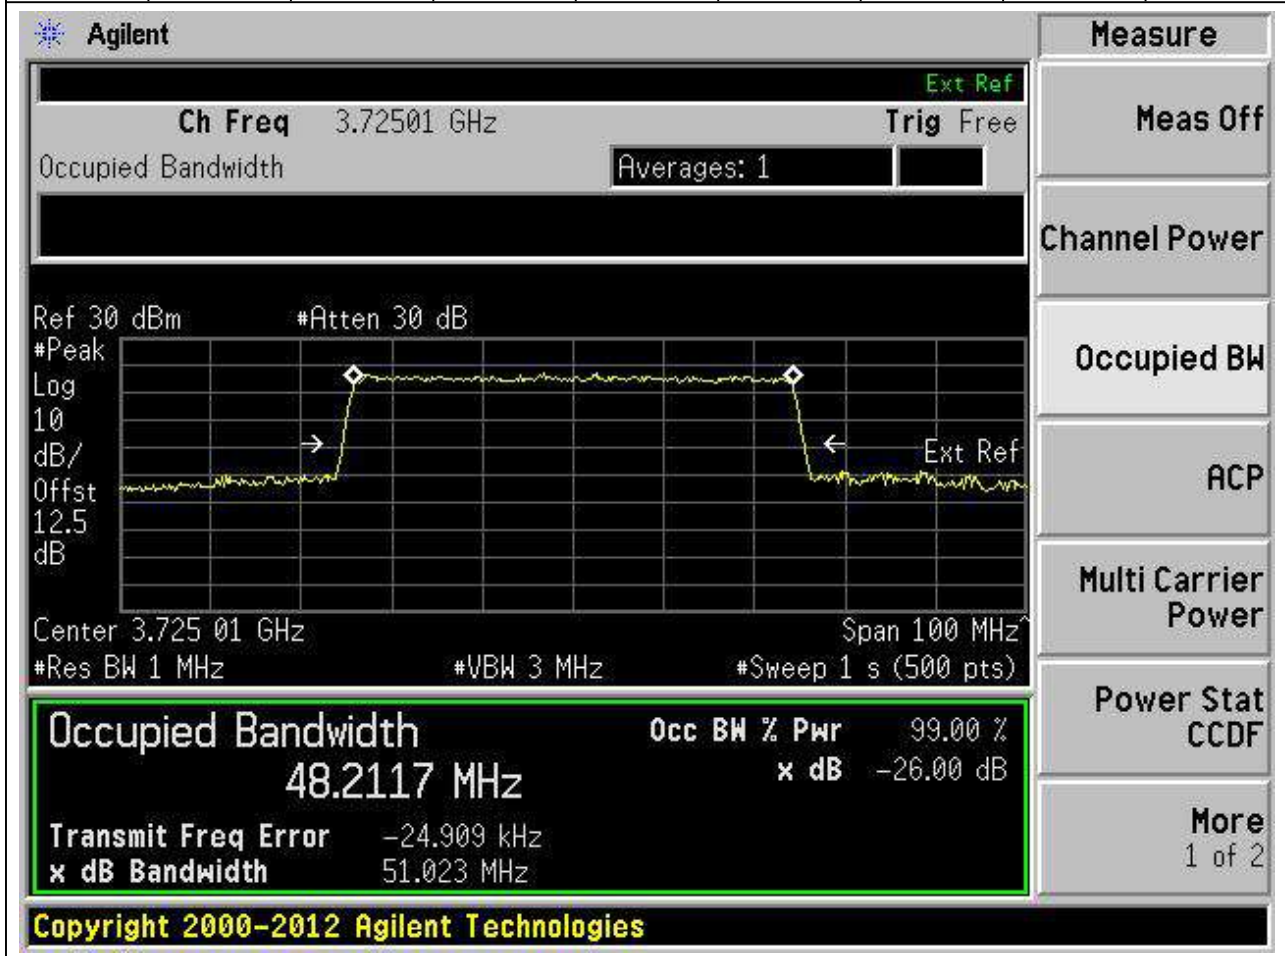 Agilent
Measure
Ext Ref
Ch Freq 3.72501 GHz
Trig Free
Meas Off
Occupied Bandwidth
Averages: 1
Channel Power
Ref 30 dBm
#Atten 30 dB
#Peak
Log
10
dB/
Offst
12.5
dB
Ext Ref
Occupied BW
ACP
Center 3.725 01 GHz
Span 100 MHz^
#Res BW 1 MHz
#VBW 3 MHz
#Sweep 1 s (500 pts)
Multi Carrier
Power
Occupied Bandwidth
48.2117 MHz
Occ BW % Pwr 99.00 %
x dB -26.00 dB
Transmit Freq Error -24.909 kHz
x dB Bandwidth 51.023 MHz
Power Stat
CCDF
More
1 of 2
Copyright 2000-2012 Agilent Technologies